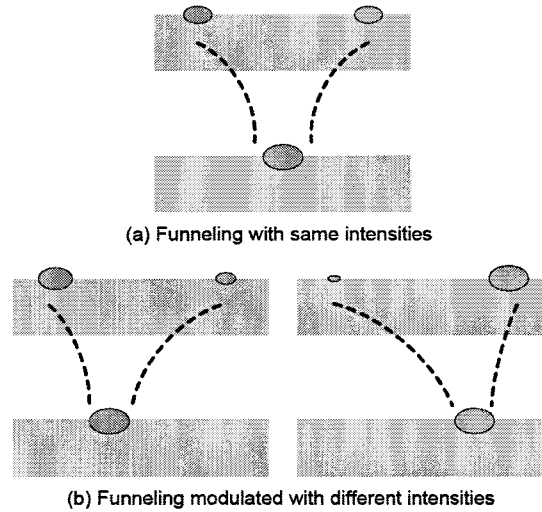 (a) Funneling with same intensities
(b) Funneling modulated with different intensities